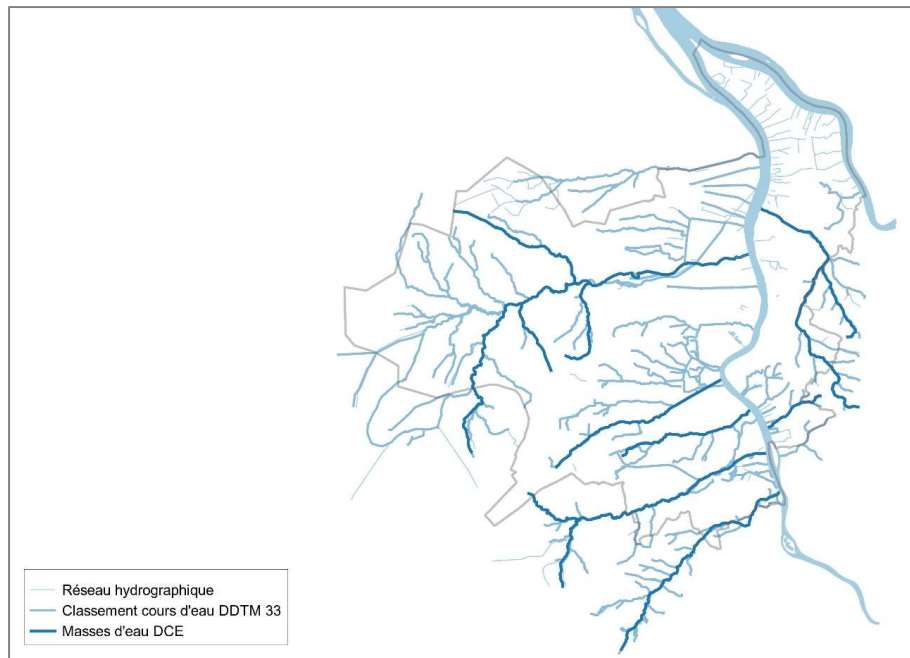 Réseau hydrographique
Classement cours d'eau DDTM 33
Masses d'eau DCE